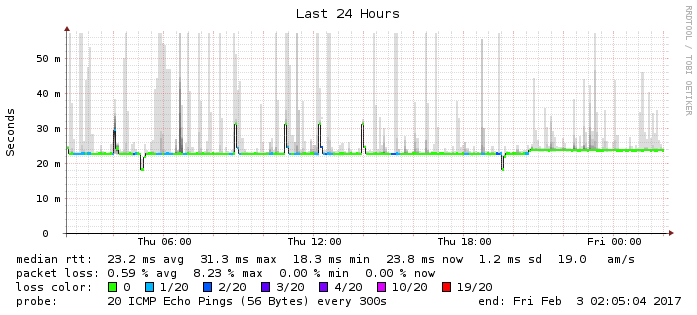 Last 24 Hours
RRDTOOL / TOBI OETIKER
Seconds
50 m
40 m
30 m
20 m
10 m
0
Thu 06:00 Thu 12:00 Thu 18:00 Fri 00:00
median rtt: 23.2 ms avg 31.3 ms max 18.3 ms min 23.8 ms now 1.2 ms sd 19.0 am/s
packet loss: 0.59 % avg 8.23 % max 0.00 % min 0.00 % now
loss color: 0 1/20 2/20 3/20 4/20 10/20 19/20
probe: 20 ICMP Echo Pings (56 Bytes) every 300s end: Fri Feb 3 02:05:04 2017